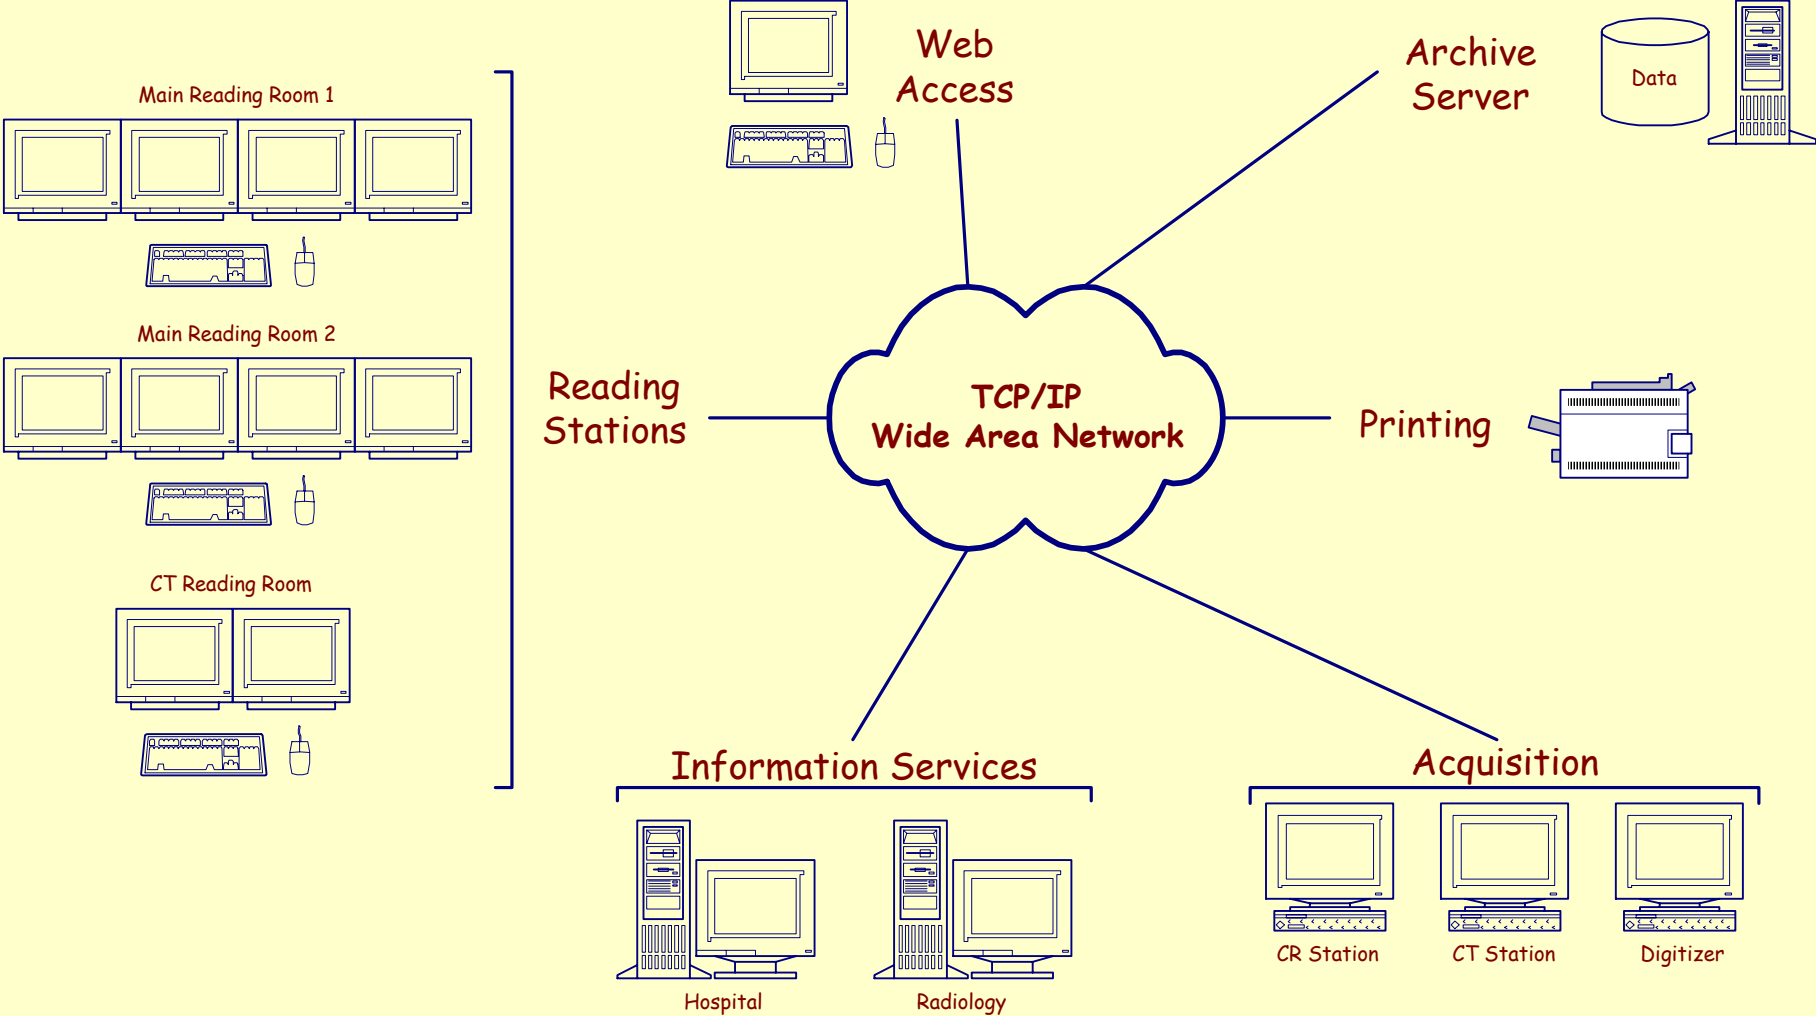 Web
Access
Archive
Server
Data
Main Reading Room 1
Main Reading Room 2
Reading
Stations
TCP/IP
Wide Area Network
Printing
CT Reading Room
Information Services
Acquisition
Hospital
Radiology
CR Station
CT Station
Digitizer